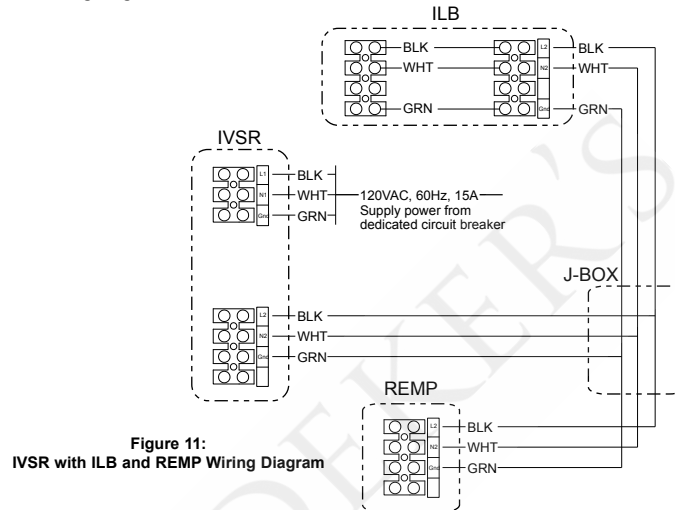 ILB
BLK
WHT
GRN
L2
N2
Gnd
BLK
WHT
GRN
IVSR
L1
N1
Gnd
BLK
WHT
GRN
120VAC, 60Hz, 15A
Supply power from
dedicated circuit breaker
J-BOX
L2
N2
Gnd
BLK
WHT
GRN
REMP
L2
N2
Gnd
BLK
WHT
GRN
Figure 11:
IVSR with ILB and REMP Wiring Diagram